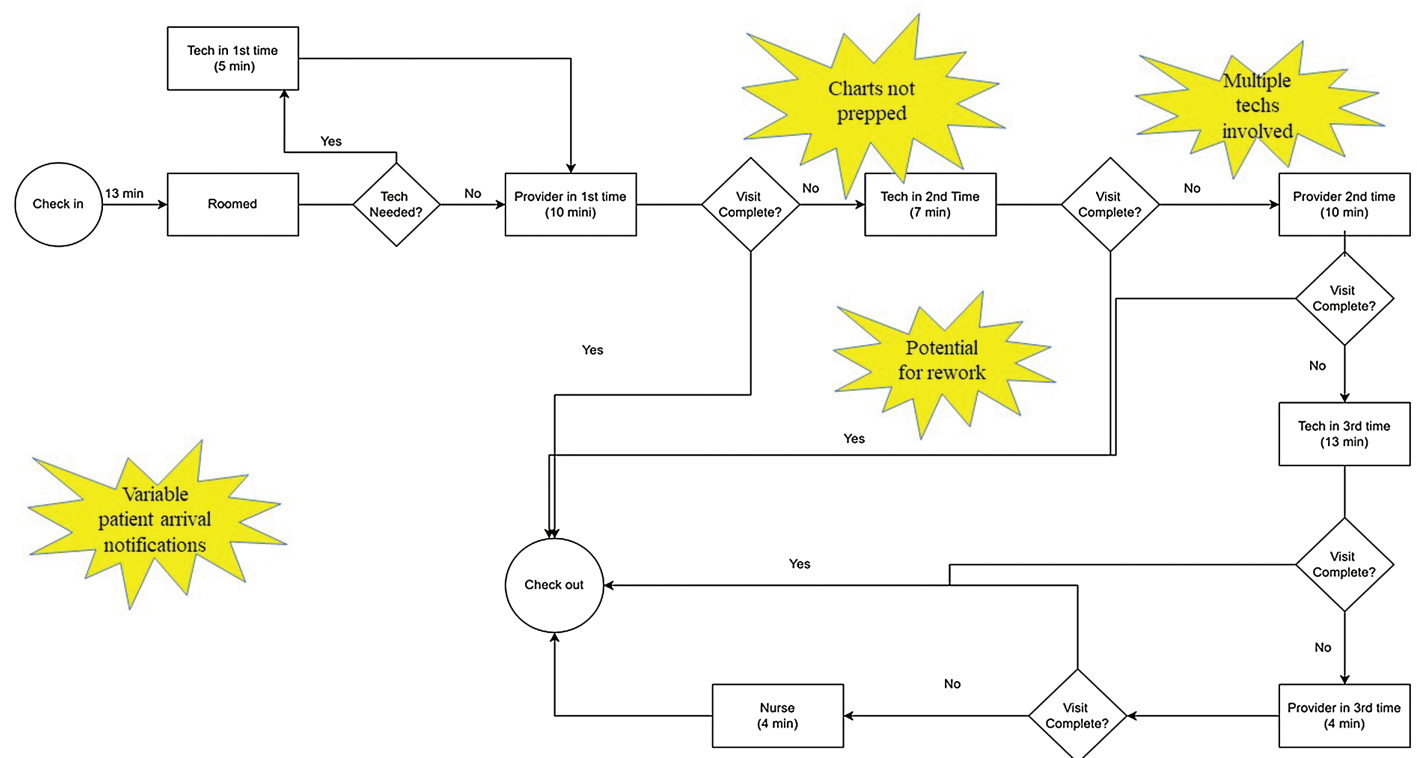 Tech in 1st time
(5 min)
Yes
Check in
13 min
Roomed
Tech
Needed?
No
Provider in 1st time
(10 mini)
Visit
Complete?
No
Charts not
prepped
Tech in 2nd Time
(7 min)
Visit
Complete?
No
Multiple
techs
involved
Provider 2nd time
(10 min)
Visit
Complete?
No
Yes
Potential
for rework
Yes
Tech in 3rd time
(13 min)
Variable
patient arrival
notifications
Visit
Complete?
Yes
Check out
No
Provider in 3rd time
(4 min)
Visit
Complete?
No
Nurse
(4 min)